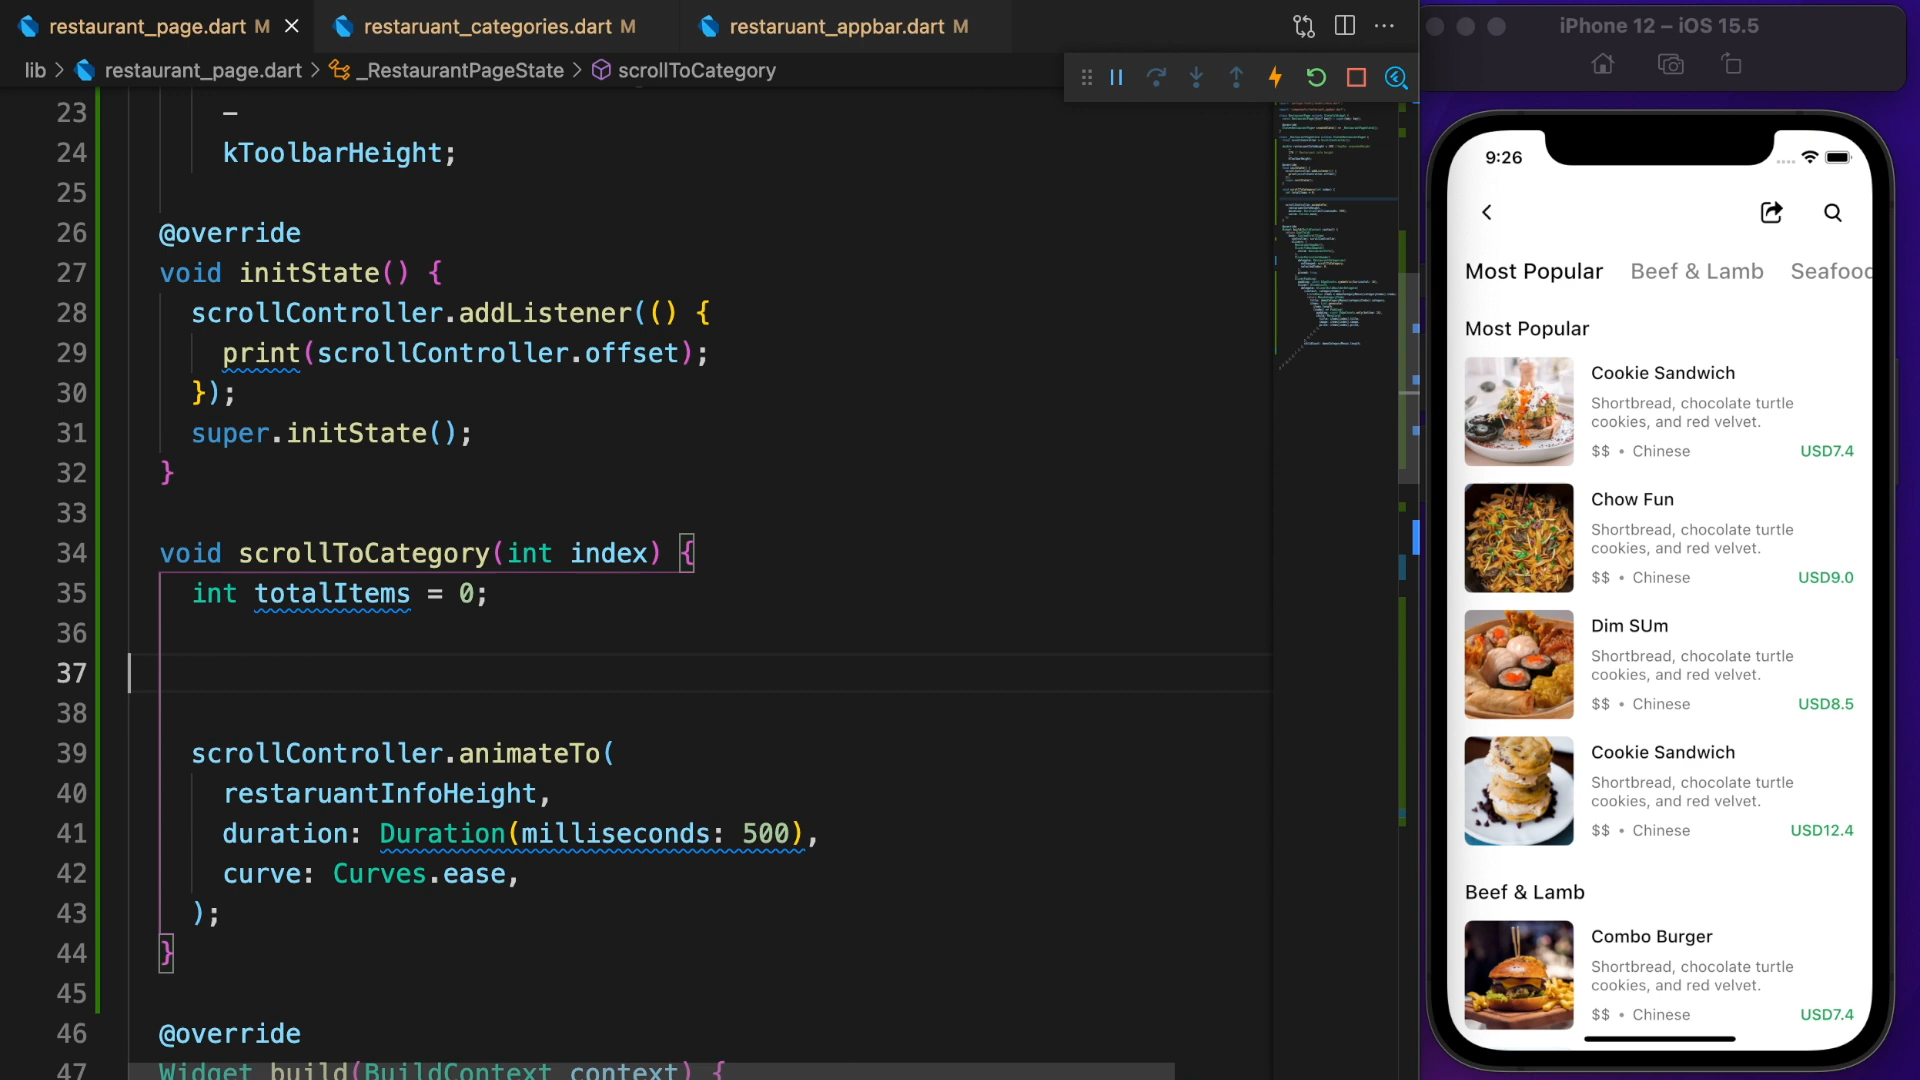 restaurant_page.dart M
restaruant_categories.dart M
restaruant_appbar.dart M
lib > restaurant_page.dart > _RestaurantPageState > scrollToCategory
23 –
24 kToolbarHeight;
25
26 @override
27 void initState() {
28 scrollController.addListener(() {
29 print(scrollController.offset);
30 });
31 super.initState();
32 }
33
34 void scrollToCategory(int index) {
35 int totalItems = 0;
36
37
38
39 scrollController.animateTo(
40 restaruantInfoHeight,
41 duration: Duration(milliseconds: 500),
42 curve: Curves.ease,
43 );
44 }
45
46 @override
47 Widget build(BuildContext context) {
iPhone 12 – iOS 15.5
9:26
Most Popular Beef & Lamb Seafood
Most Popular
Cookie Sandwich
Shortbread, chocolate turtle
cookies, and red velvet.
$$ • Chinese USD7.4
Chow Fun
Shortbread, chocolate turtle
cookies, and red velvet.
$$ • Chinese USD9.0
Dim SUm
Shortbread, chocolate turtle
cookies, and red velvet.
$$ • Chinese USD8.5
Cookie Sandwich
Shortbread, chocolate turtle
cookies, and red velvet.
$$ • Chinese USD12.4
Beef & Lamb
Combo Burger
Shortbread, chocolate turtle
cookies, and red velvet.
$$ • Chinese USD7.4